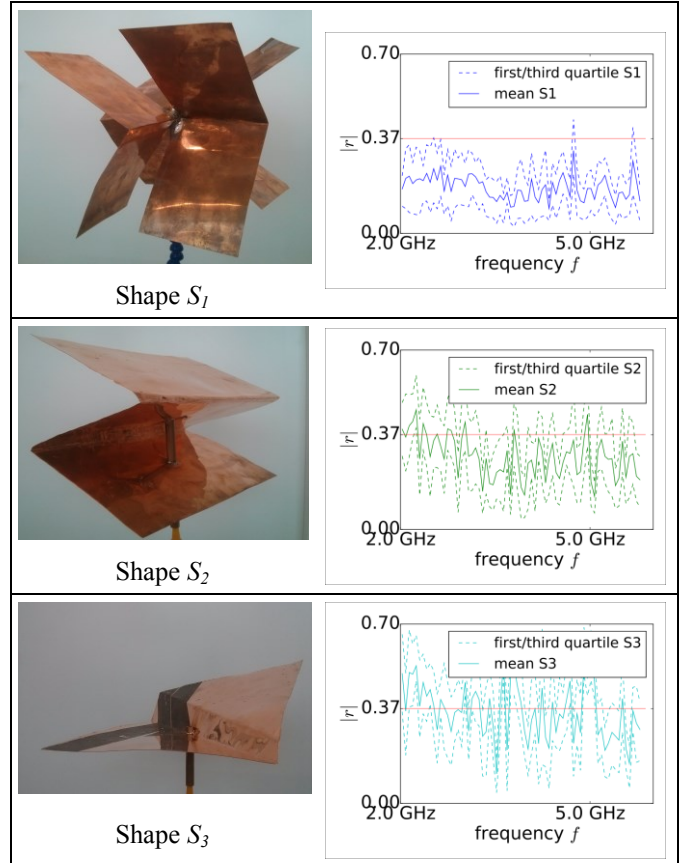 0.70
first/third quartile S1
mean S1
0.37
|r|
0.00
2.0 GHz
5.0 GHz
frequency f
Shape S1
0.70
first/third quartile S2
mean S2
0.37
|r|
0.00
2.0 GHz
5.0 GHz
frequency f
Shape S2
0.70
first/third quartile S3
mean S3
0.37
|r|
0.00
2.0 GHz
5.0 GHz
frequency f
Shape S3